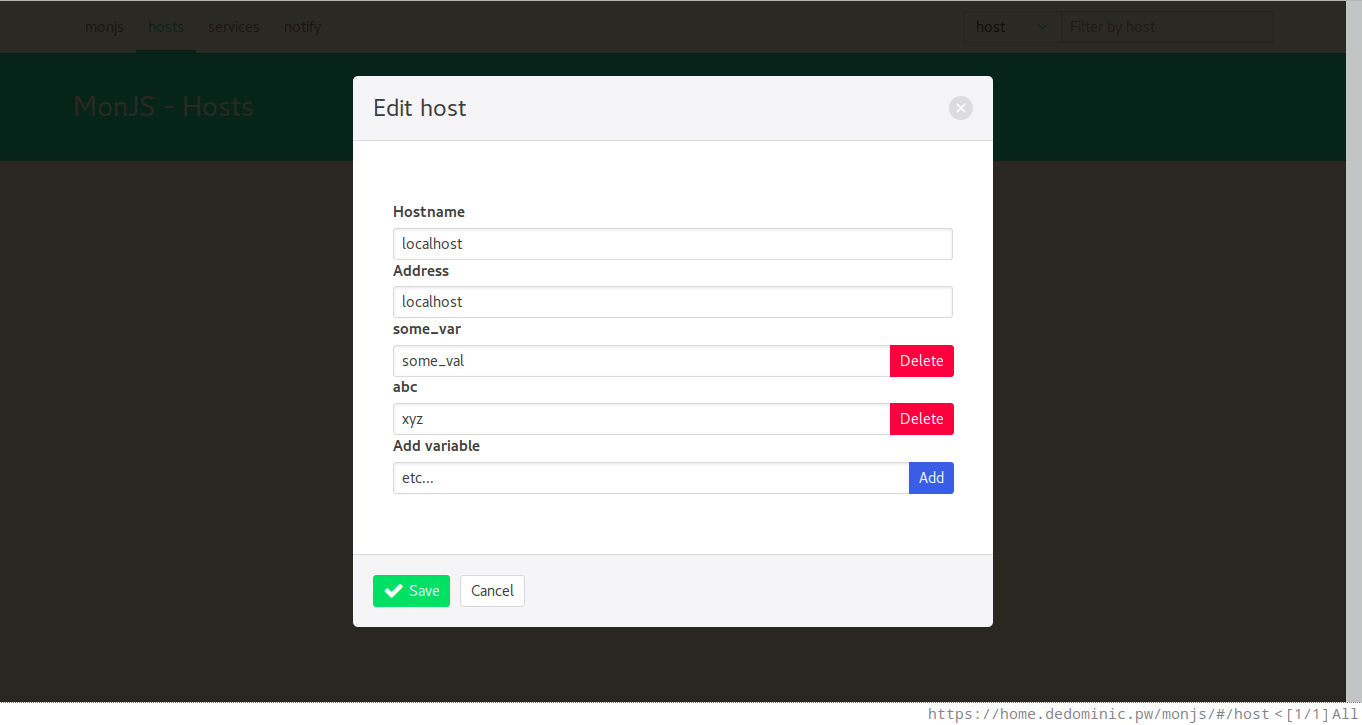 monjs hosts services notify host Filter by host
MonJS - Hosts
Edit host
Hostname
localhost
Address
localhost
some_var
some_val Delete
abc
xyz Delete
Add variable
etc... Add
Save Cancel
https://home.dedominic.pw/monjs/#/host < [1/1] All